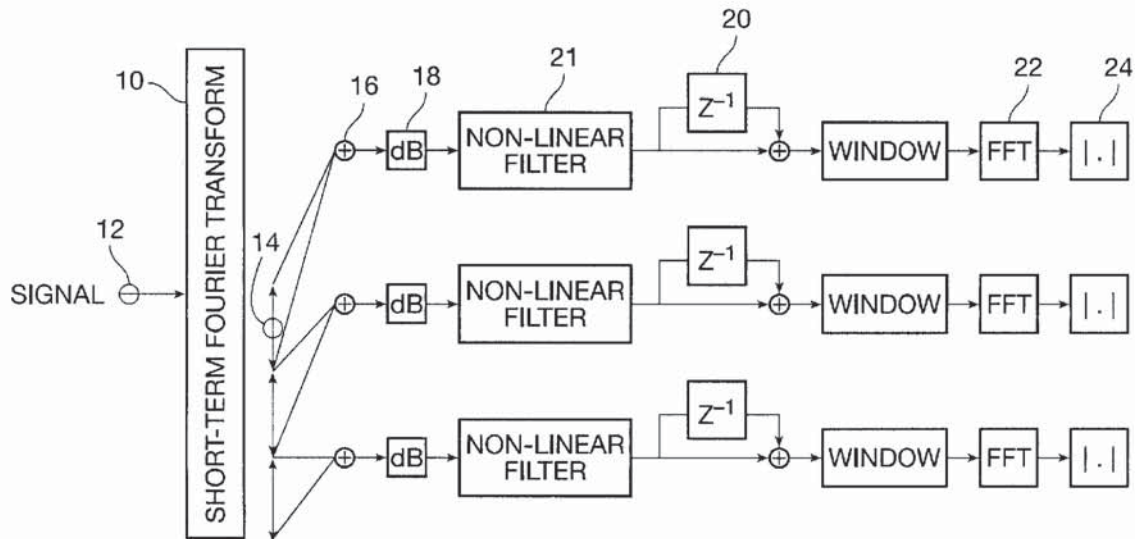 20
21
22
24
10
16
18
Z⁻¹
dB
NON-LINEAR
FILTER
WINDOW
FFT
|.|
SHORT-TERM FOURIER TRANSFORM
12
14
SIGNAL
Z⁻¹
dB
NON-LINEAR
FILTER
WINDOW
FFT
|.|
Z⁻¹
dB
NON-LINEAR
FILTER
WINDOW
FFT
|.|